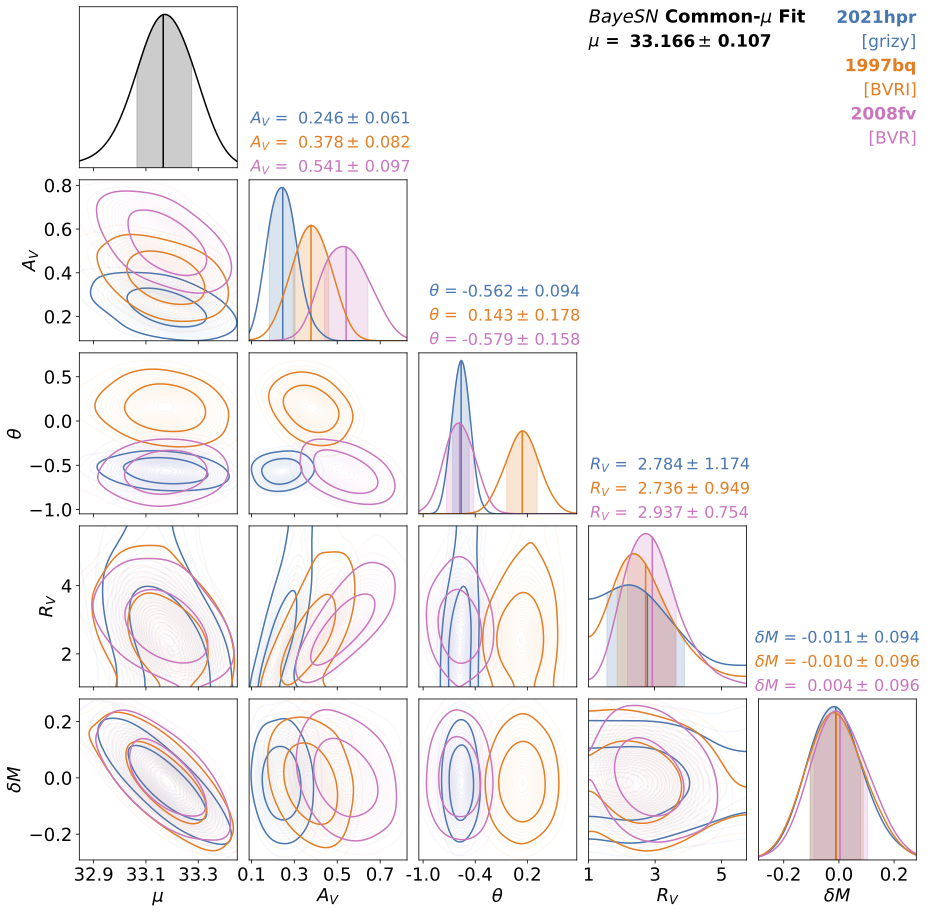 BayeSN Common-μ Fit
μ = 33.166 ± 0.107
2021hpr
[grizy]
1997bq
[BVRI]
2008fv
[BVR]
A_V = 0.246 ± 0.061
A_V = 0.378 ± 0.082
A_V = 0.541 ± 0.097
0.8
0.6
0.4
0.2
A_V
θ = -0.562 ± 0.094
θ = 0.143 ± 0.178
θ = -0.579 ± 0.158
0.5
0.0
−0.5
−1.0
θ
R_V = 2.784 ± 1.174
R_V = 2.736 ± 0.949
R_V = 2.937 ± 0.754
4
2
R_V
δM = -0.011 ± 0.094
δM = -0.010 ± 0.096
δM = 0.004 ± 0.096
0.2
0.0
−0.2
δM
32.9 33.1 33.3
0.1 0.3 0.5 0.7
-1.0 -0.4 0.2
1 3 5
-0.2 0.0 0.2
μ
A_V
θ
R_V
δM